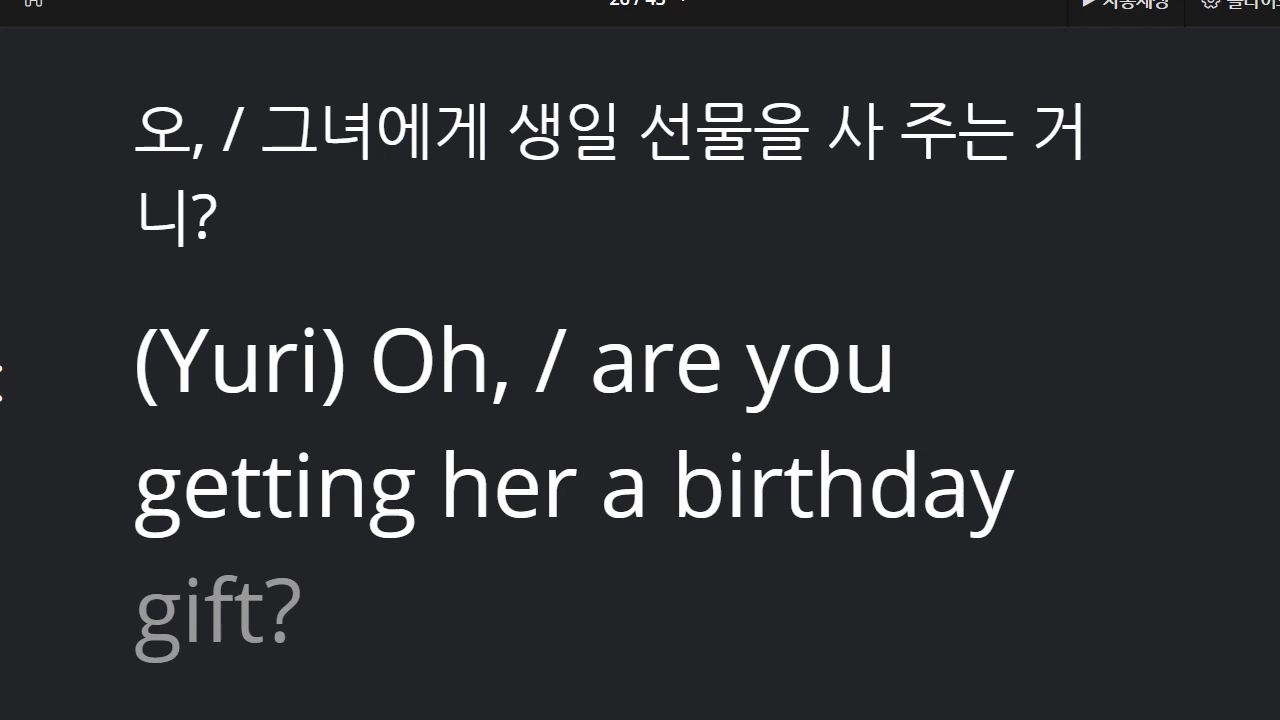 오, / 그녀에게 생일 선물을 사 주는 거
니?
(Yuri) Oh, / are you
getting her a birthday
gift?